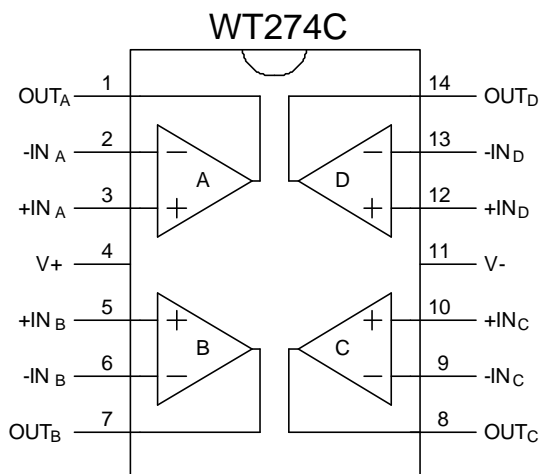 WT274C
OUTA 1 14 OUTD
-IN A 2 13 -IND
A D
+IN A 3 12 +IND
V+ 4 11 V-
+IN B 5 10 +INC
B C
-IN B 6 9 -INC
OUTB 7 8 OUTC